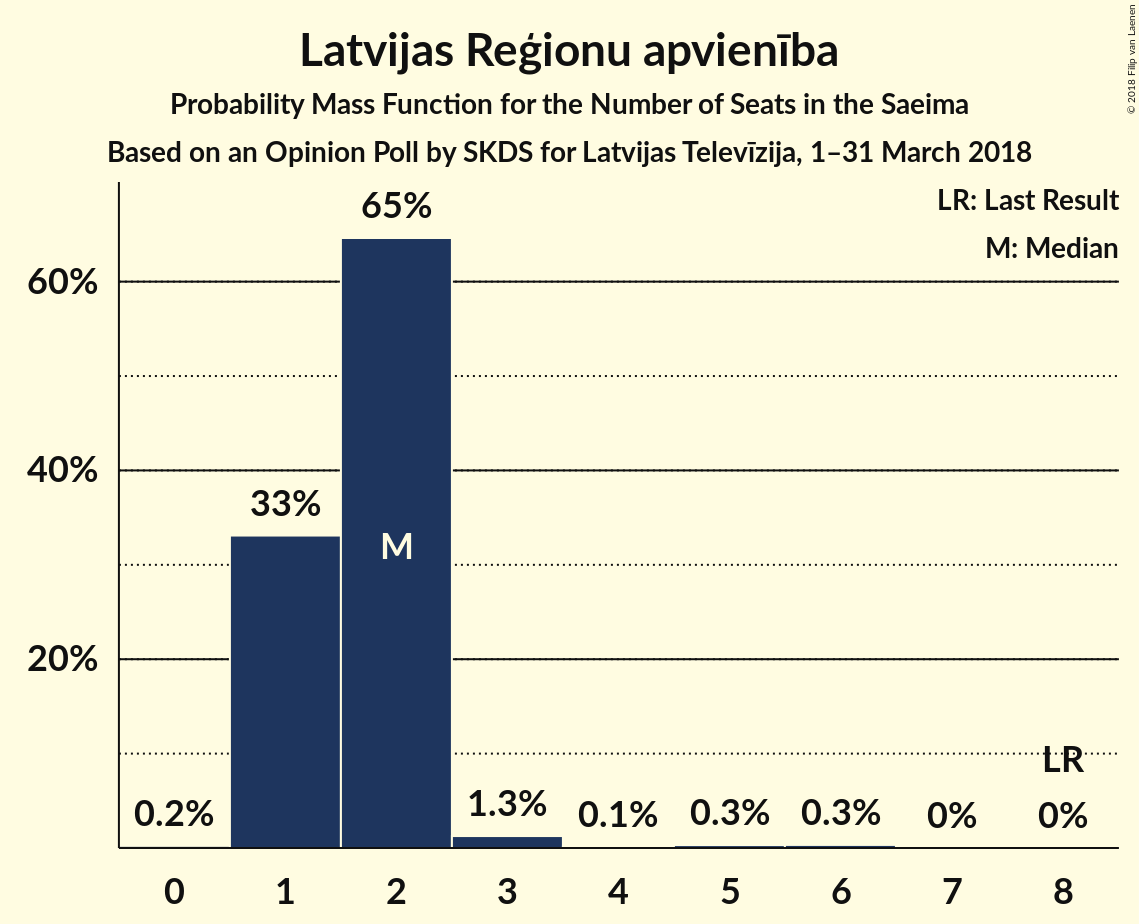 Latvijas Reģionu apvienība
Probability Mass Function for the Number of Seats in the Saeima
Based on an Opinion Poll by SKDS for Latvijas Televīzija, 1–31 March 2018
© 2018 Filip van Laenen
LR: Last Result
M: Median
60%
40%
20%
0.2%
33%
65%
M
1.3%
0.1%
0.3%
0.3%
0%
LR
0%
0 1 2 3 4 5 6 7 8